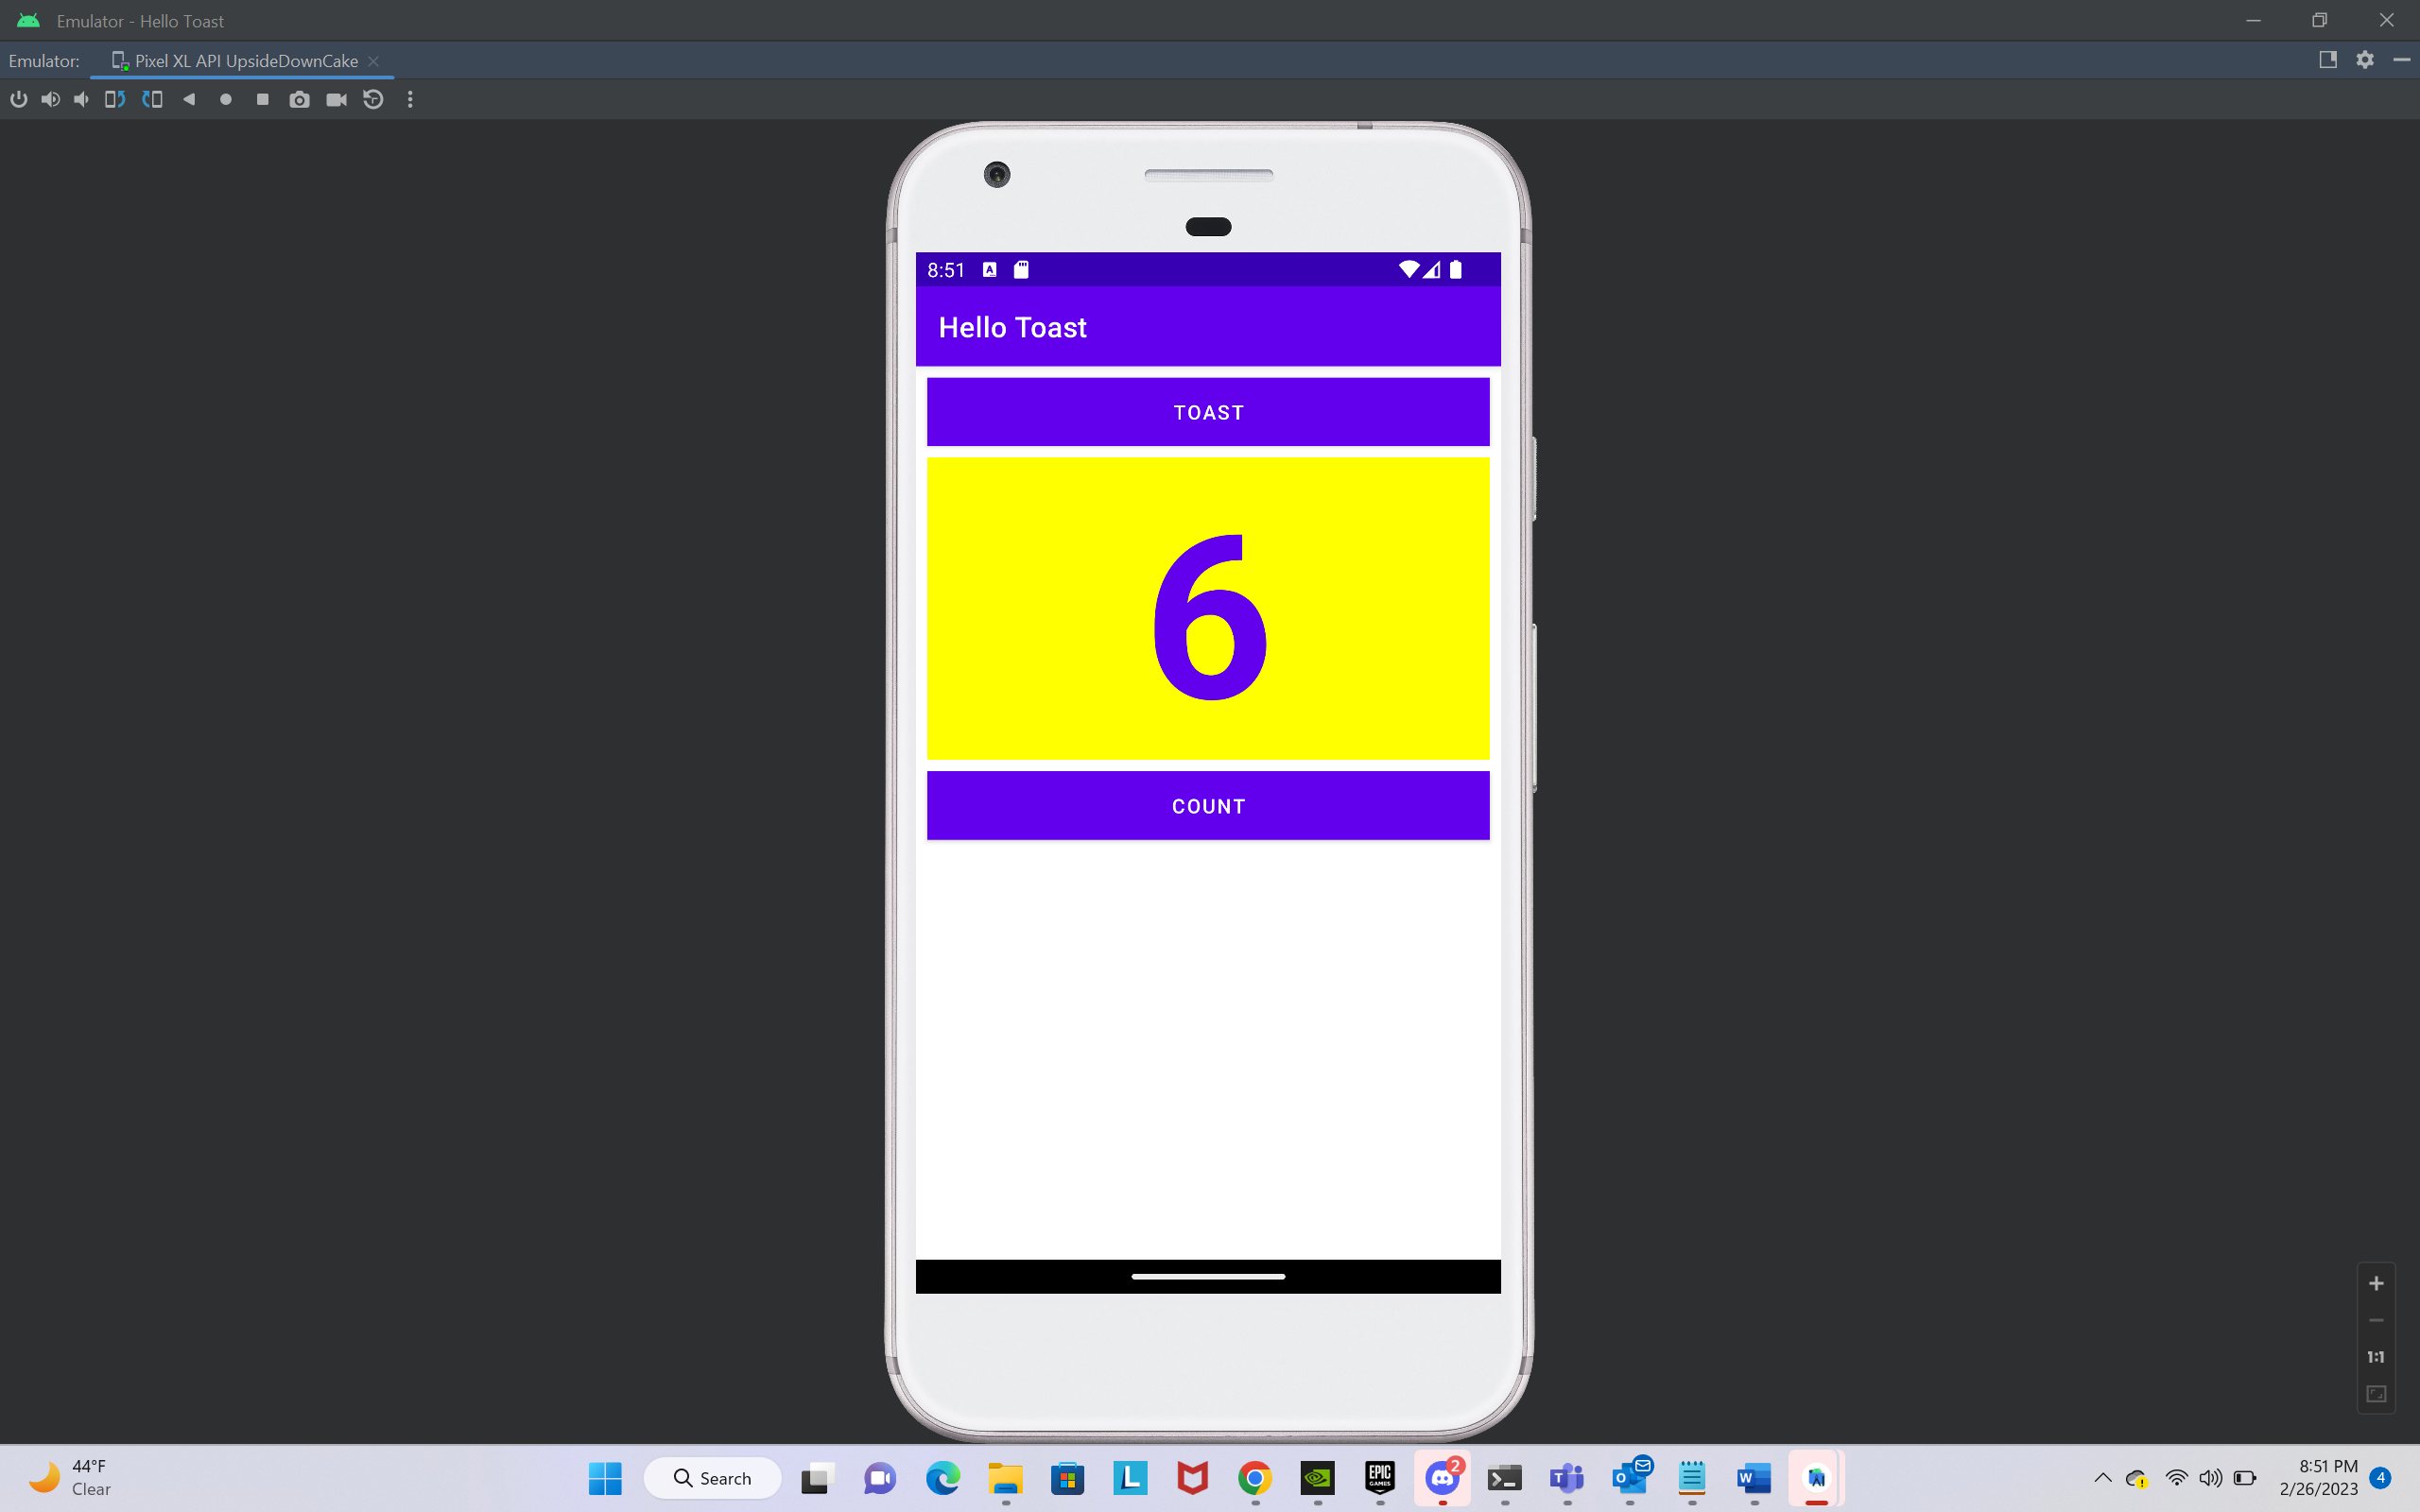 Emulator - Hello Toast
Emulator: Pixel XL API UpsideDownCake
8:51 A
Hello Toast
TOAST
6
COUNT
1:1
44°F
Clear
Search
L
EPIC
GAMES
2
T
O
W
8:51 PM
2/26/2023
4